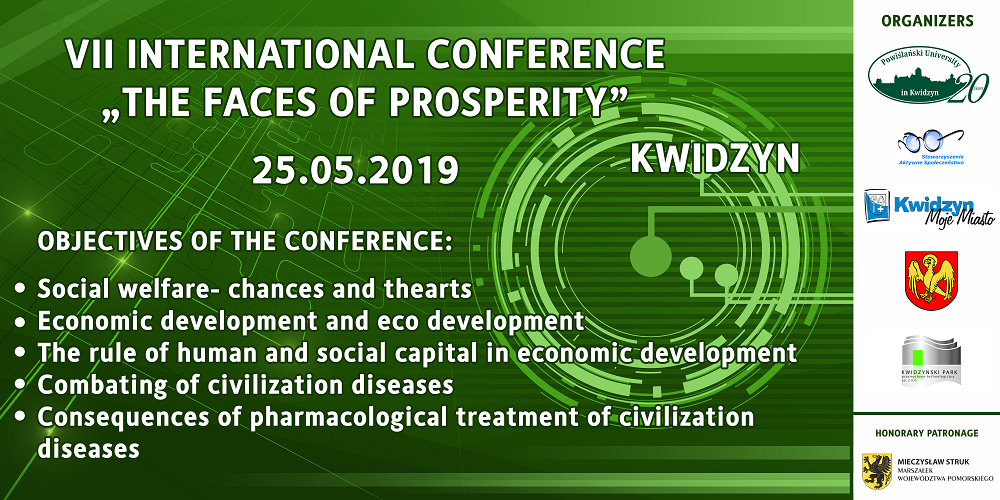 VII INTERNATIONAL CONFERENCE
„THE FACES OF PROSPERITY”
25.05.2019
KWIDZYN
OBJECTIVES OF THE CONFERENCE:
• Social welfare- chances and thearts
• Economic development and eco development
• The rule of human and social capital in economic development
• Combating of civilization diseases
• Consequences of pharmacological treatment of civilization
diseases
ORGANIZERS
Powiślański University
in Kwidzyn
20
Stowarzyszenie
Aktywne Społeczeństwo
Kwidzyn
Moje Miasto
KWIDZYŃSKI PARK
przemysłowo-technologiczny
sp. z o.o.
HONORARY PATRONAGE
MIECZYSŁAW STRUK
MARSZAŁEK
WOJEWÓDZTWA POMORSKIEGO